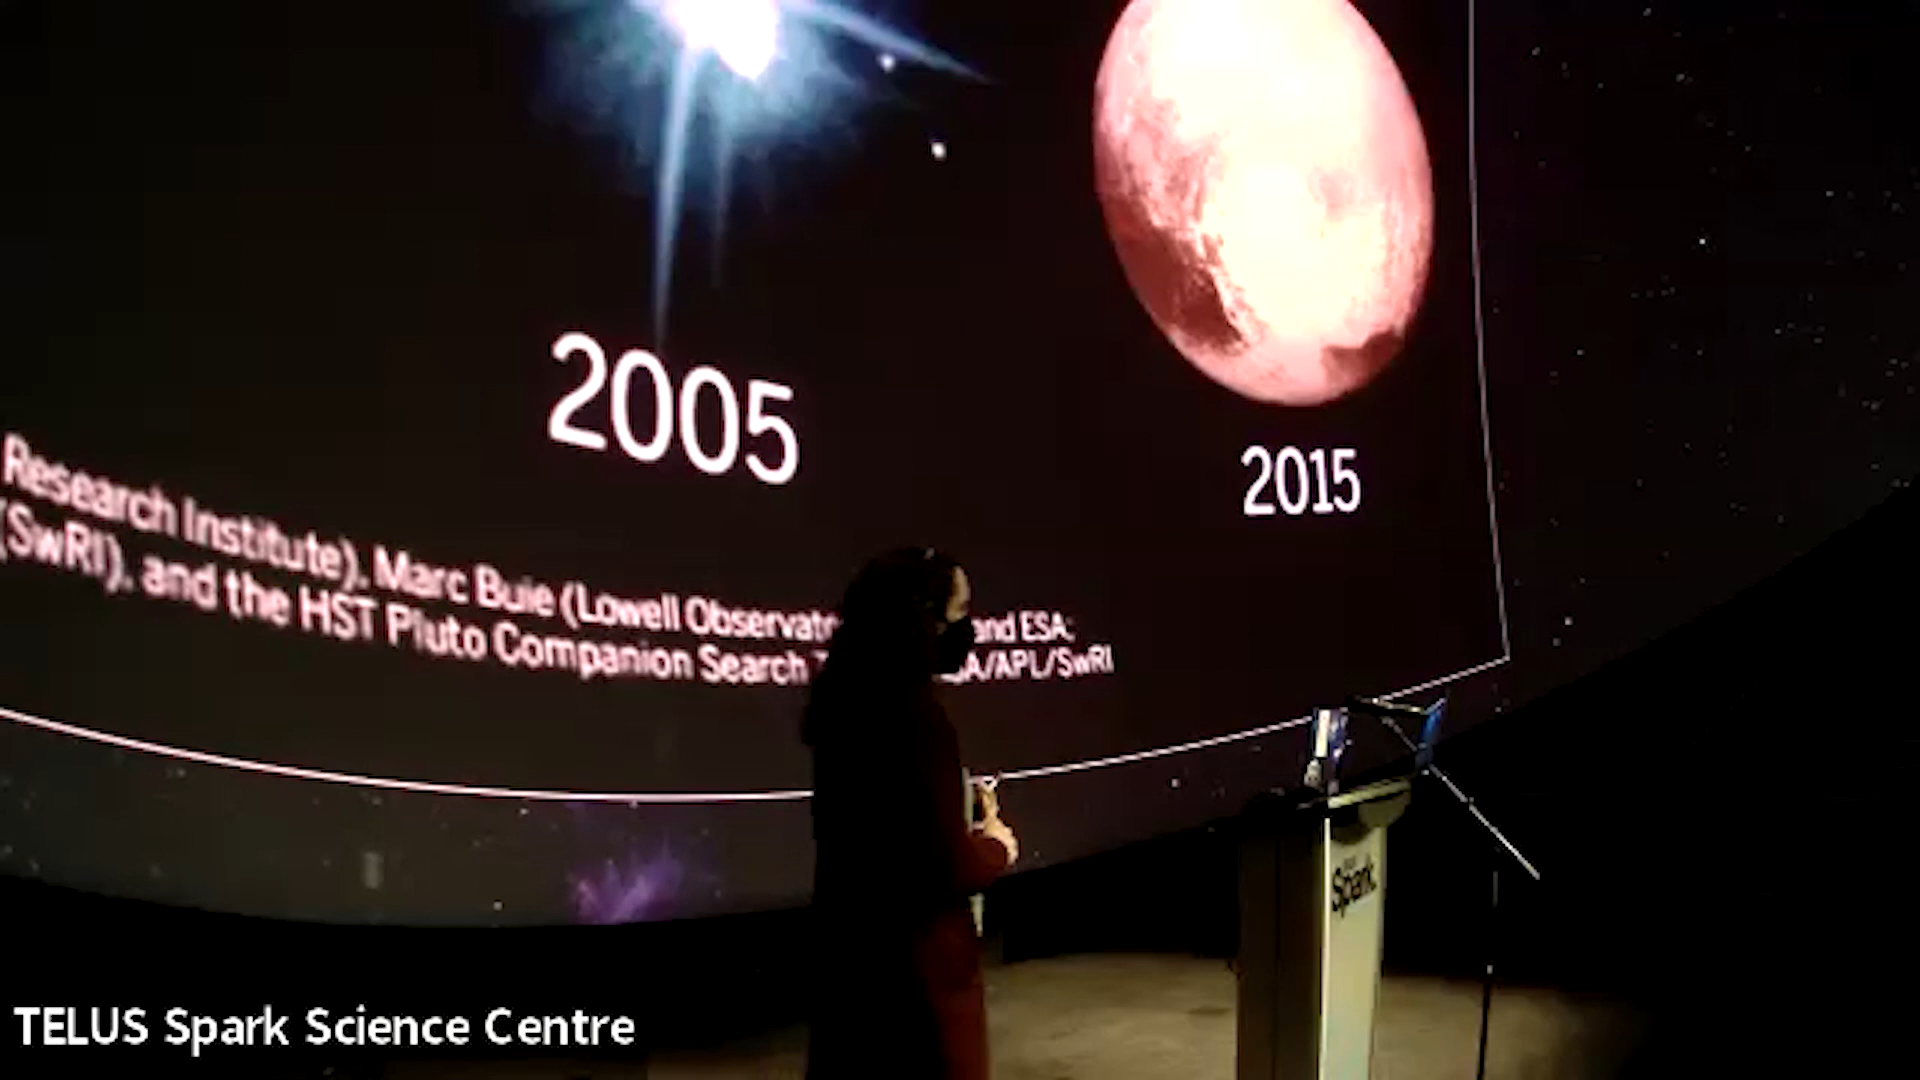 2005
2015
Research Institute), Marc Buie (Lowell Observat and ESA;
(SwRI), and the HST Pluto Companion Search A/APL/SwRI
Spark
TELUS Spark Science Centre